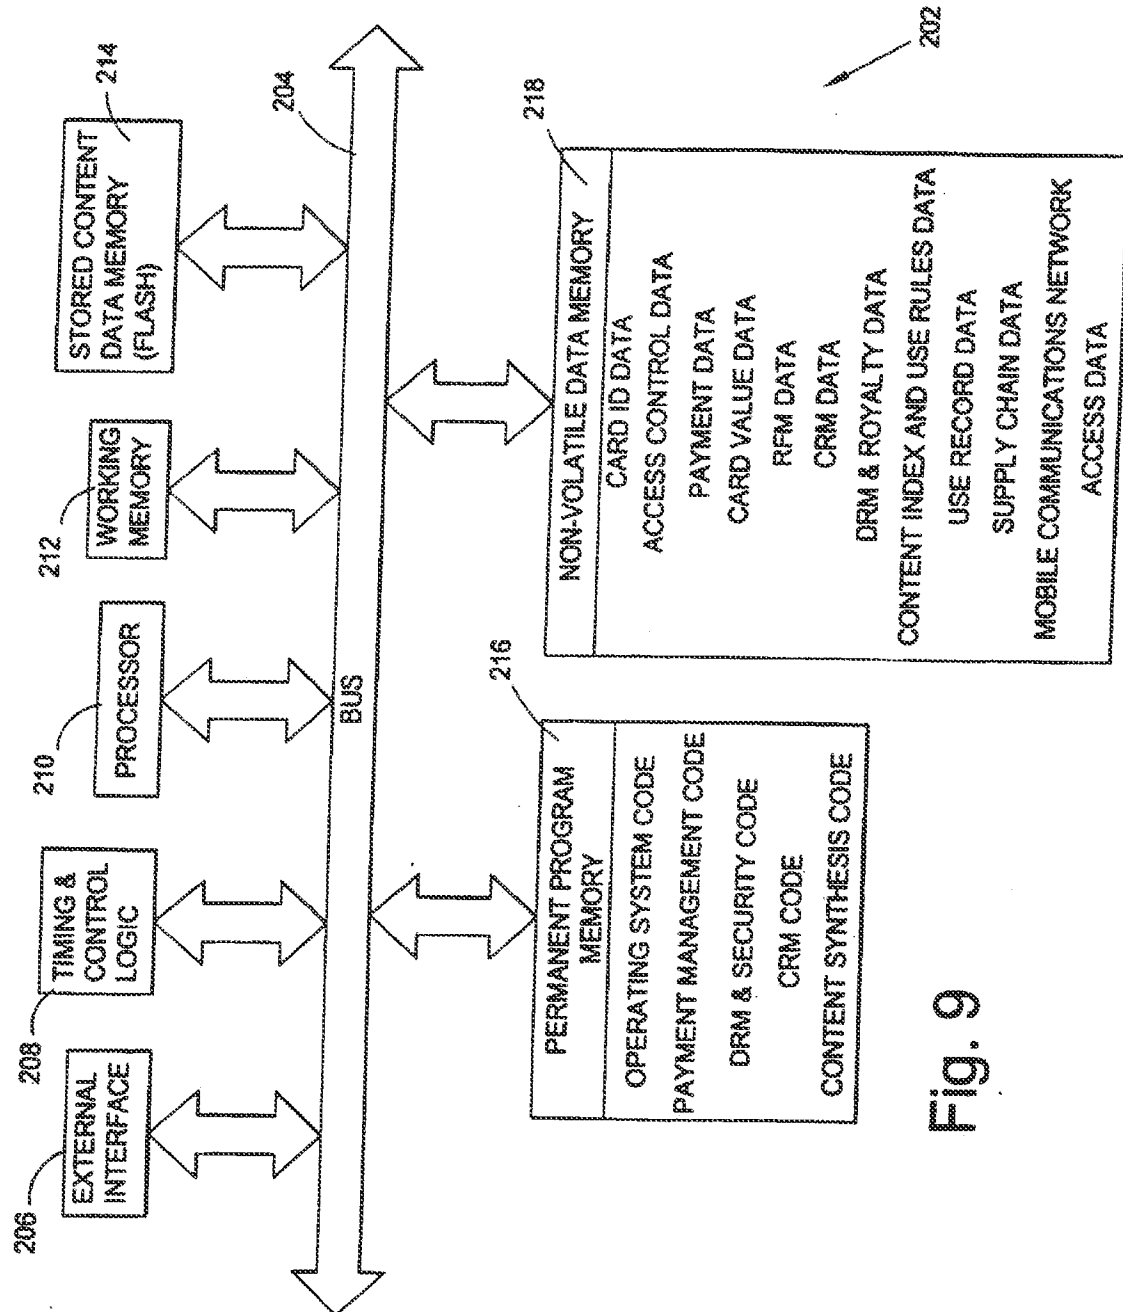 206
EXTERNAL
INTERFACE
208
TIMING &
CONTROL
LOGIC
210
PROCESSOR
212
WORKING
MEMORY
STORED CONTENT
DATA MEMORY
(FLASH)
214
204
BUS
216
PERMANENT PROGRAM
MEMORY
OPERATING SYSTEM CODE
PAYMENT MANAGEMENT CODE
DRM & SECURITY CODE
CRM CODE
CONTENT SYNTHESIS CODE
218
NON-VOLATILE DATA MEMORY
CARD ID DATA
ACCESS CONTROL DATA
PAYMENT DATA
CARD VALUE DATA
RFM DATA
CRM DATA
DRM & ROYALTY DATA
CONTENT INDEX AND USE RULES DATA
USE RECORD DATA
SUPPLY CHAIN DATA
MOBILE COMMUNICATIONS NETWORK
ACCESS DATA
202
Fig. 9